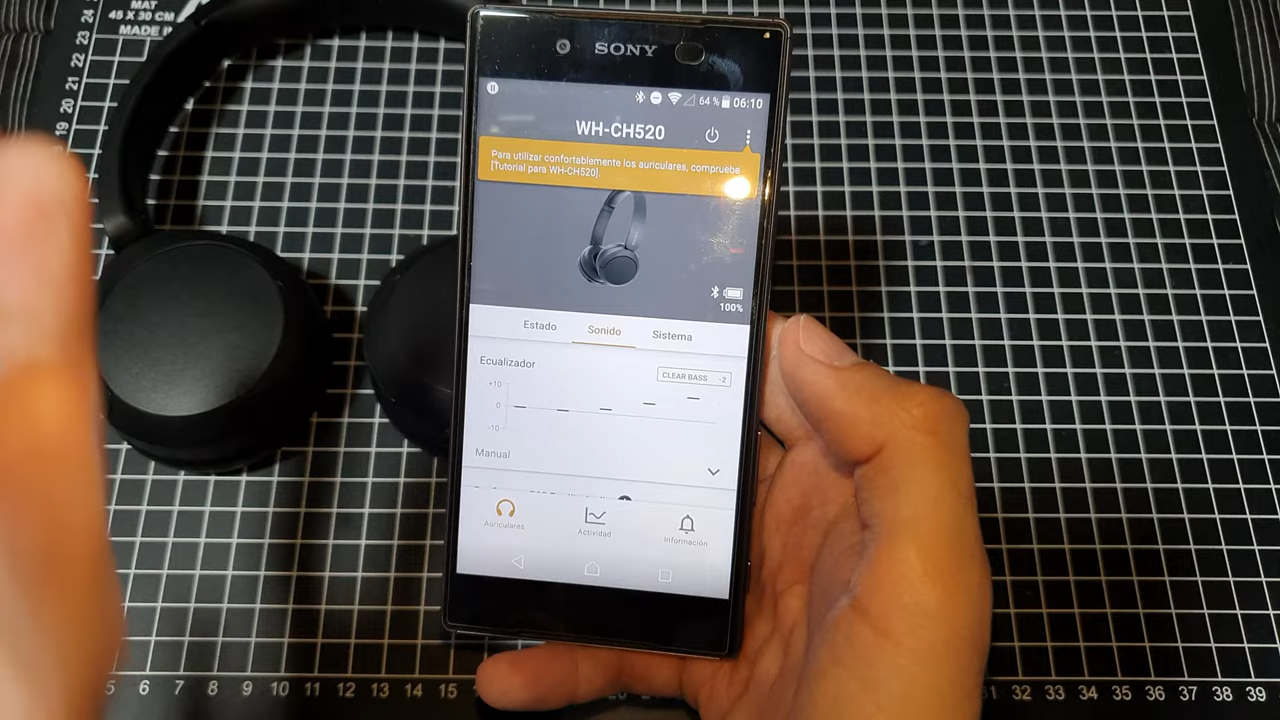 MAT
45 X 30 CM
MADE IN
24
23
22
21
20
19
SONY
64 % 06:10
WH-CH520
Para utilizar confortablemente los auriculares, compruebe
[Tutorial para WH-CH520].
100%
Estado Sonido Sistema
Ecualizador
CLEAR BASS -2
+10
0
-10
Manual
Auriculares Actividad Información
5 6 7 8 9 10 11 12 13 14 15 31 32 33 34 35 36 37 38 39